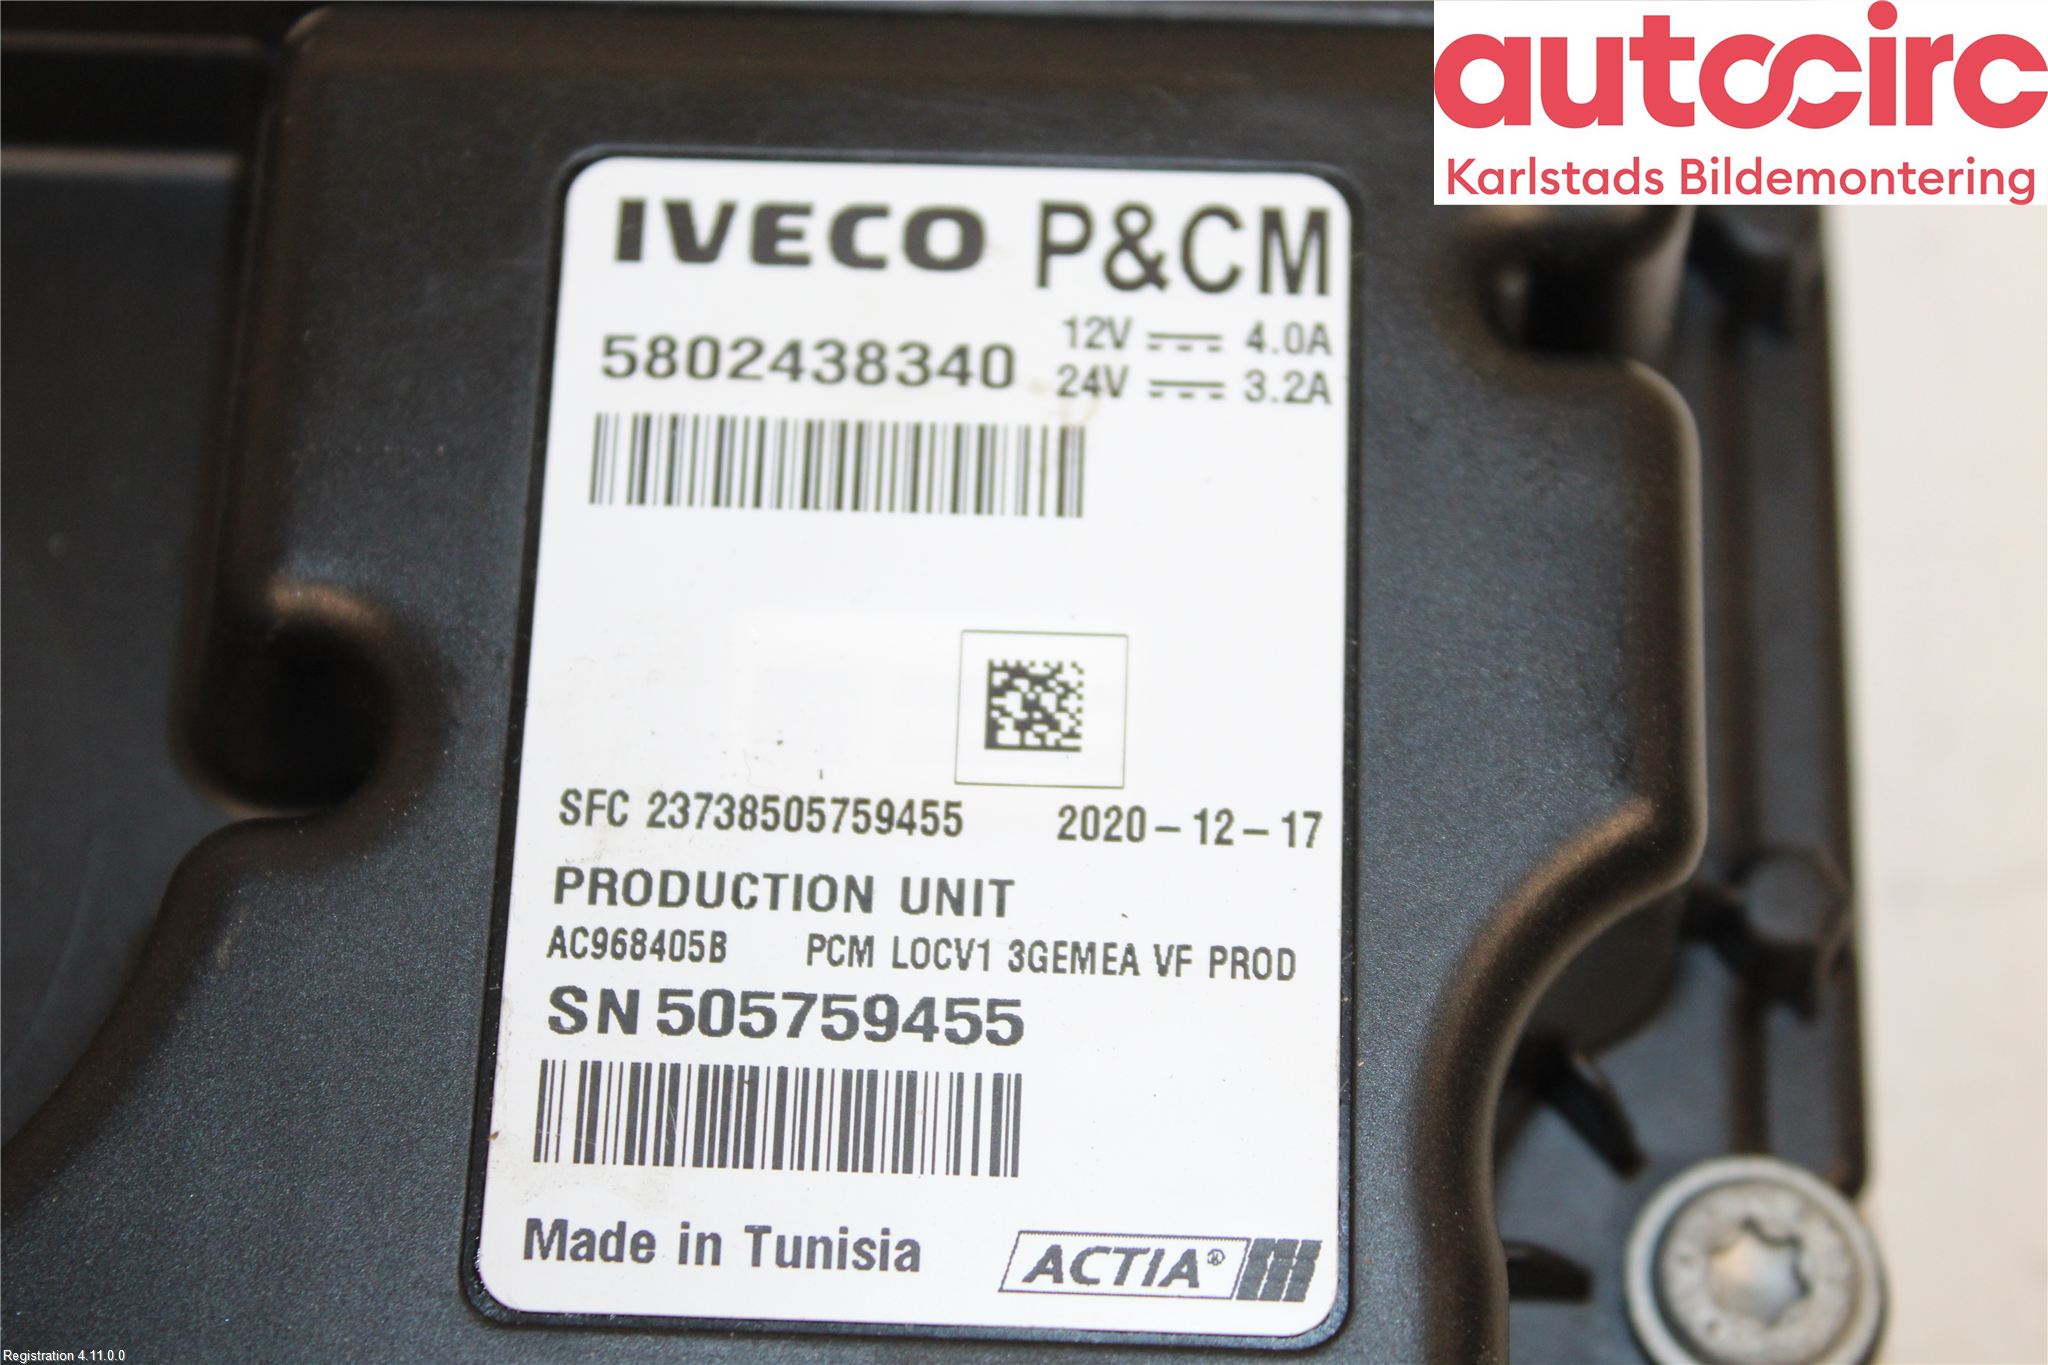 autocirc
Karlstads Bildemontering
IVECO P&CM
5802438340
12V 4.0A
24V 3.2A
SFC 23738505759455 2020-12-17
PRODUCTION UNIT
AC968405B PCM LOCV1 3GEMEA VF PROD
SN 505759455
Made in Tunisia
ACTIA®
Registration 4.11.0.0